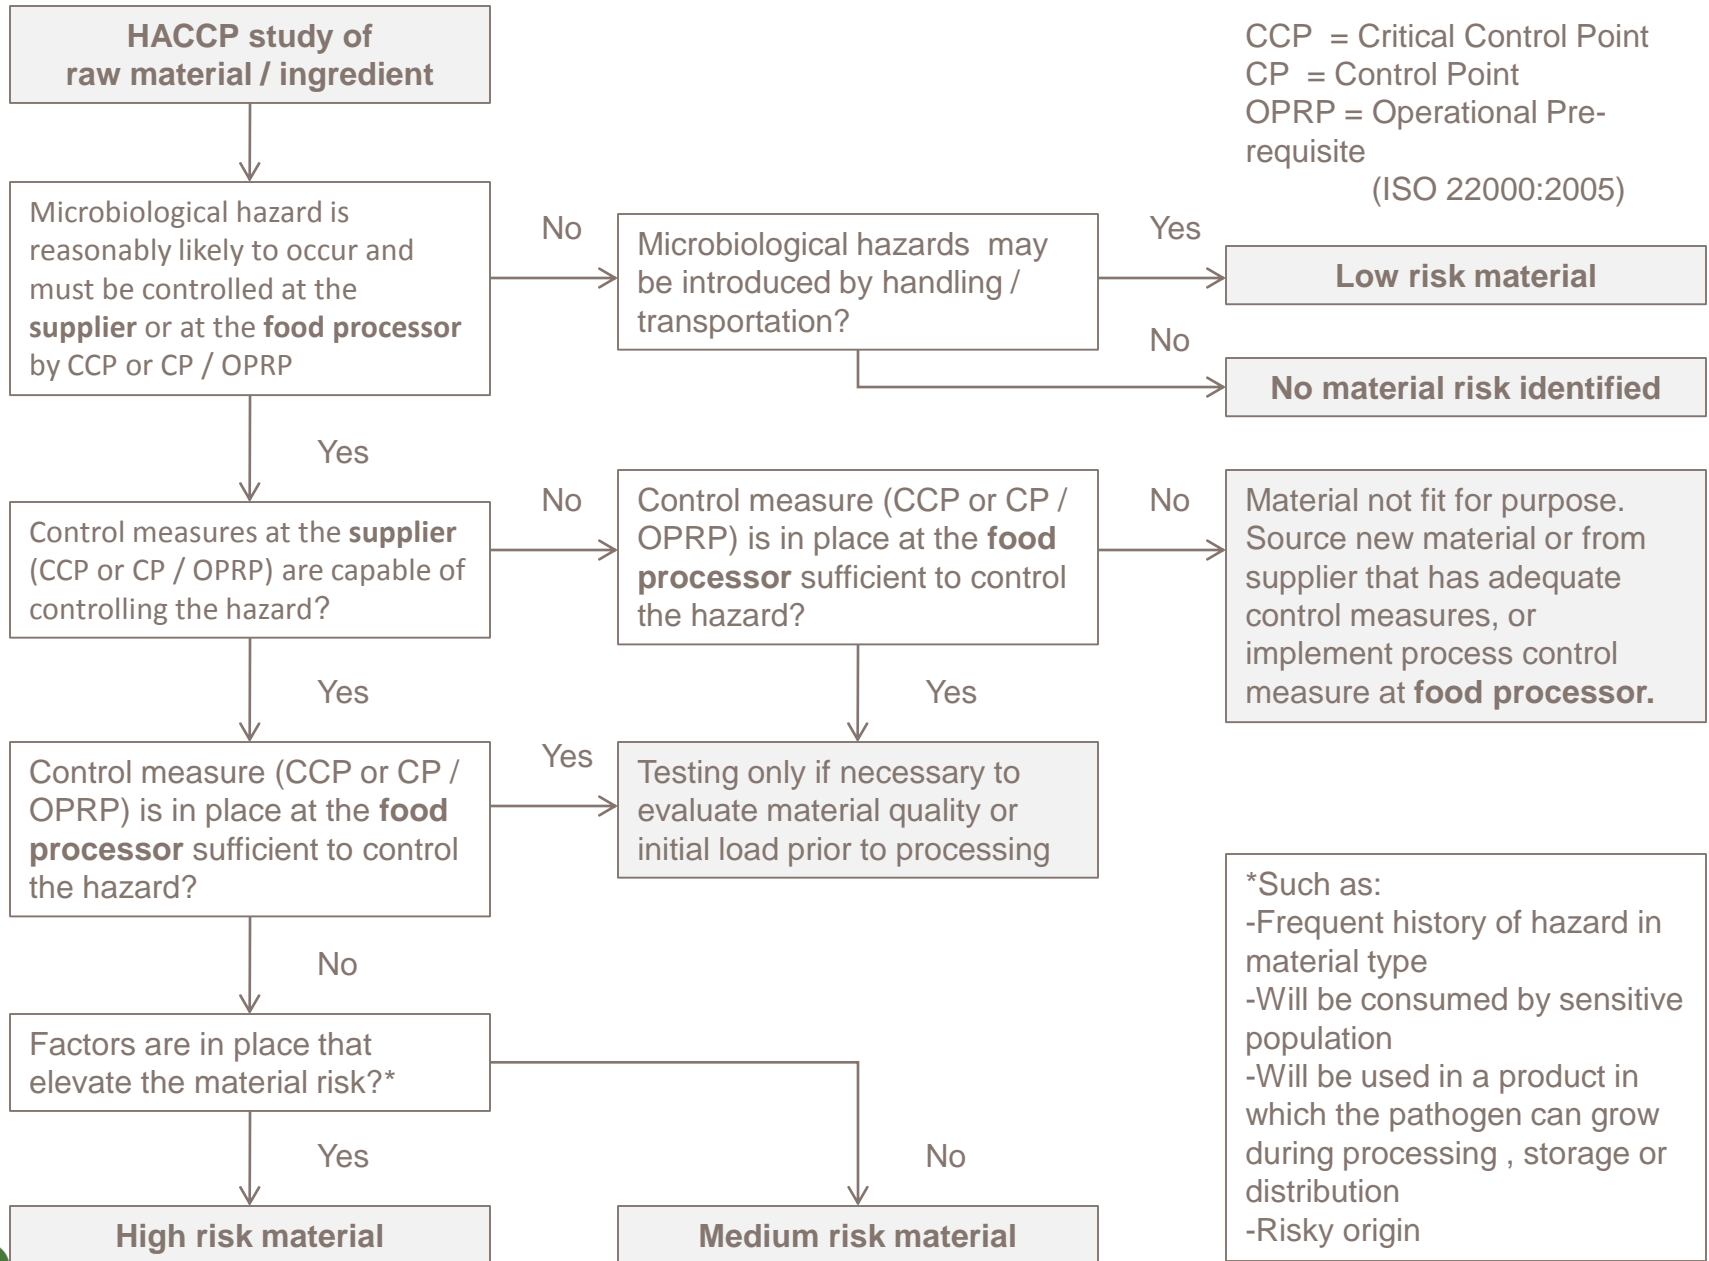 HACCP study of
raw material / ingredient
CCP = Critical Control Point
CP = Control Point
OPRP = Operational Pre-
requisite
(ISO 22000:2005)
Microbiological hazard is
reasonably likely to occur and
must be controlled at the
supplier or at the food processor
by CCP or CP / OPRP
No
Microbiological hazards may
be introduced by handling /
transportation?
Yes
Low risk material
No
No material risk identified
Yes
Control measures at the supplier
(CCP or CP / OPRP) are capable of
controlling the hazard?
No
Control measure (CCP or CP /
OPRP) is in place at the food
processor sufficient to control
the hazard?
No
Material not fit for purpose.
Source new material or from
supplier that has adequate
control measures, or
implement process control
measure at food processor.
Yes
Yes
Control measure (CCP or CP /
OPRP) is in place at the food
processor sufficient to control
the hazard?
Yes
Testing only if necessary to
evaluate material quality or
initial load prior to processing
No
Factors are in place that
elevate the material risk?*
Yes
No
High risk material
Medium risk material
*Such as:
-Frequent history of hazard in
material type
-Will be consumed by sensitive
population
-Will be used in a product in
which the pathogen can grow
during processing , storage or
distribution
-Risky origin